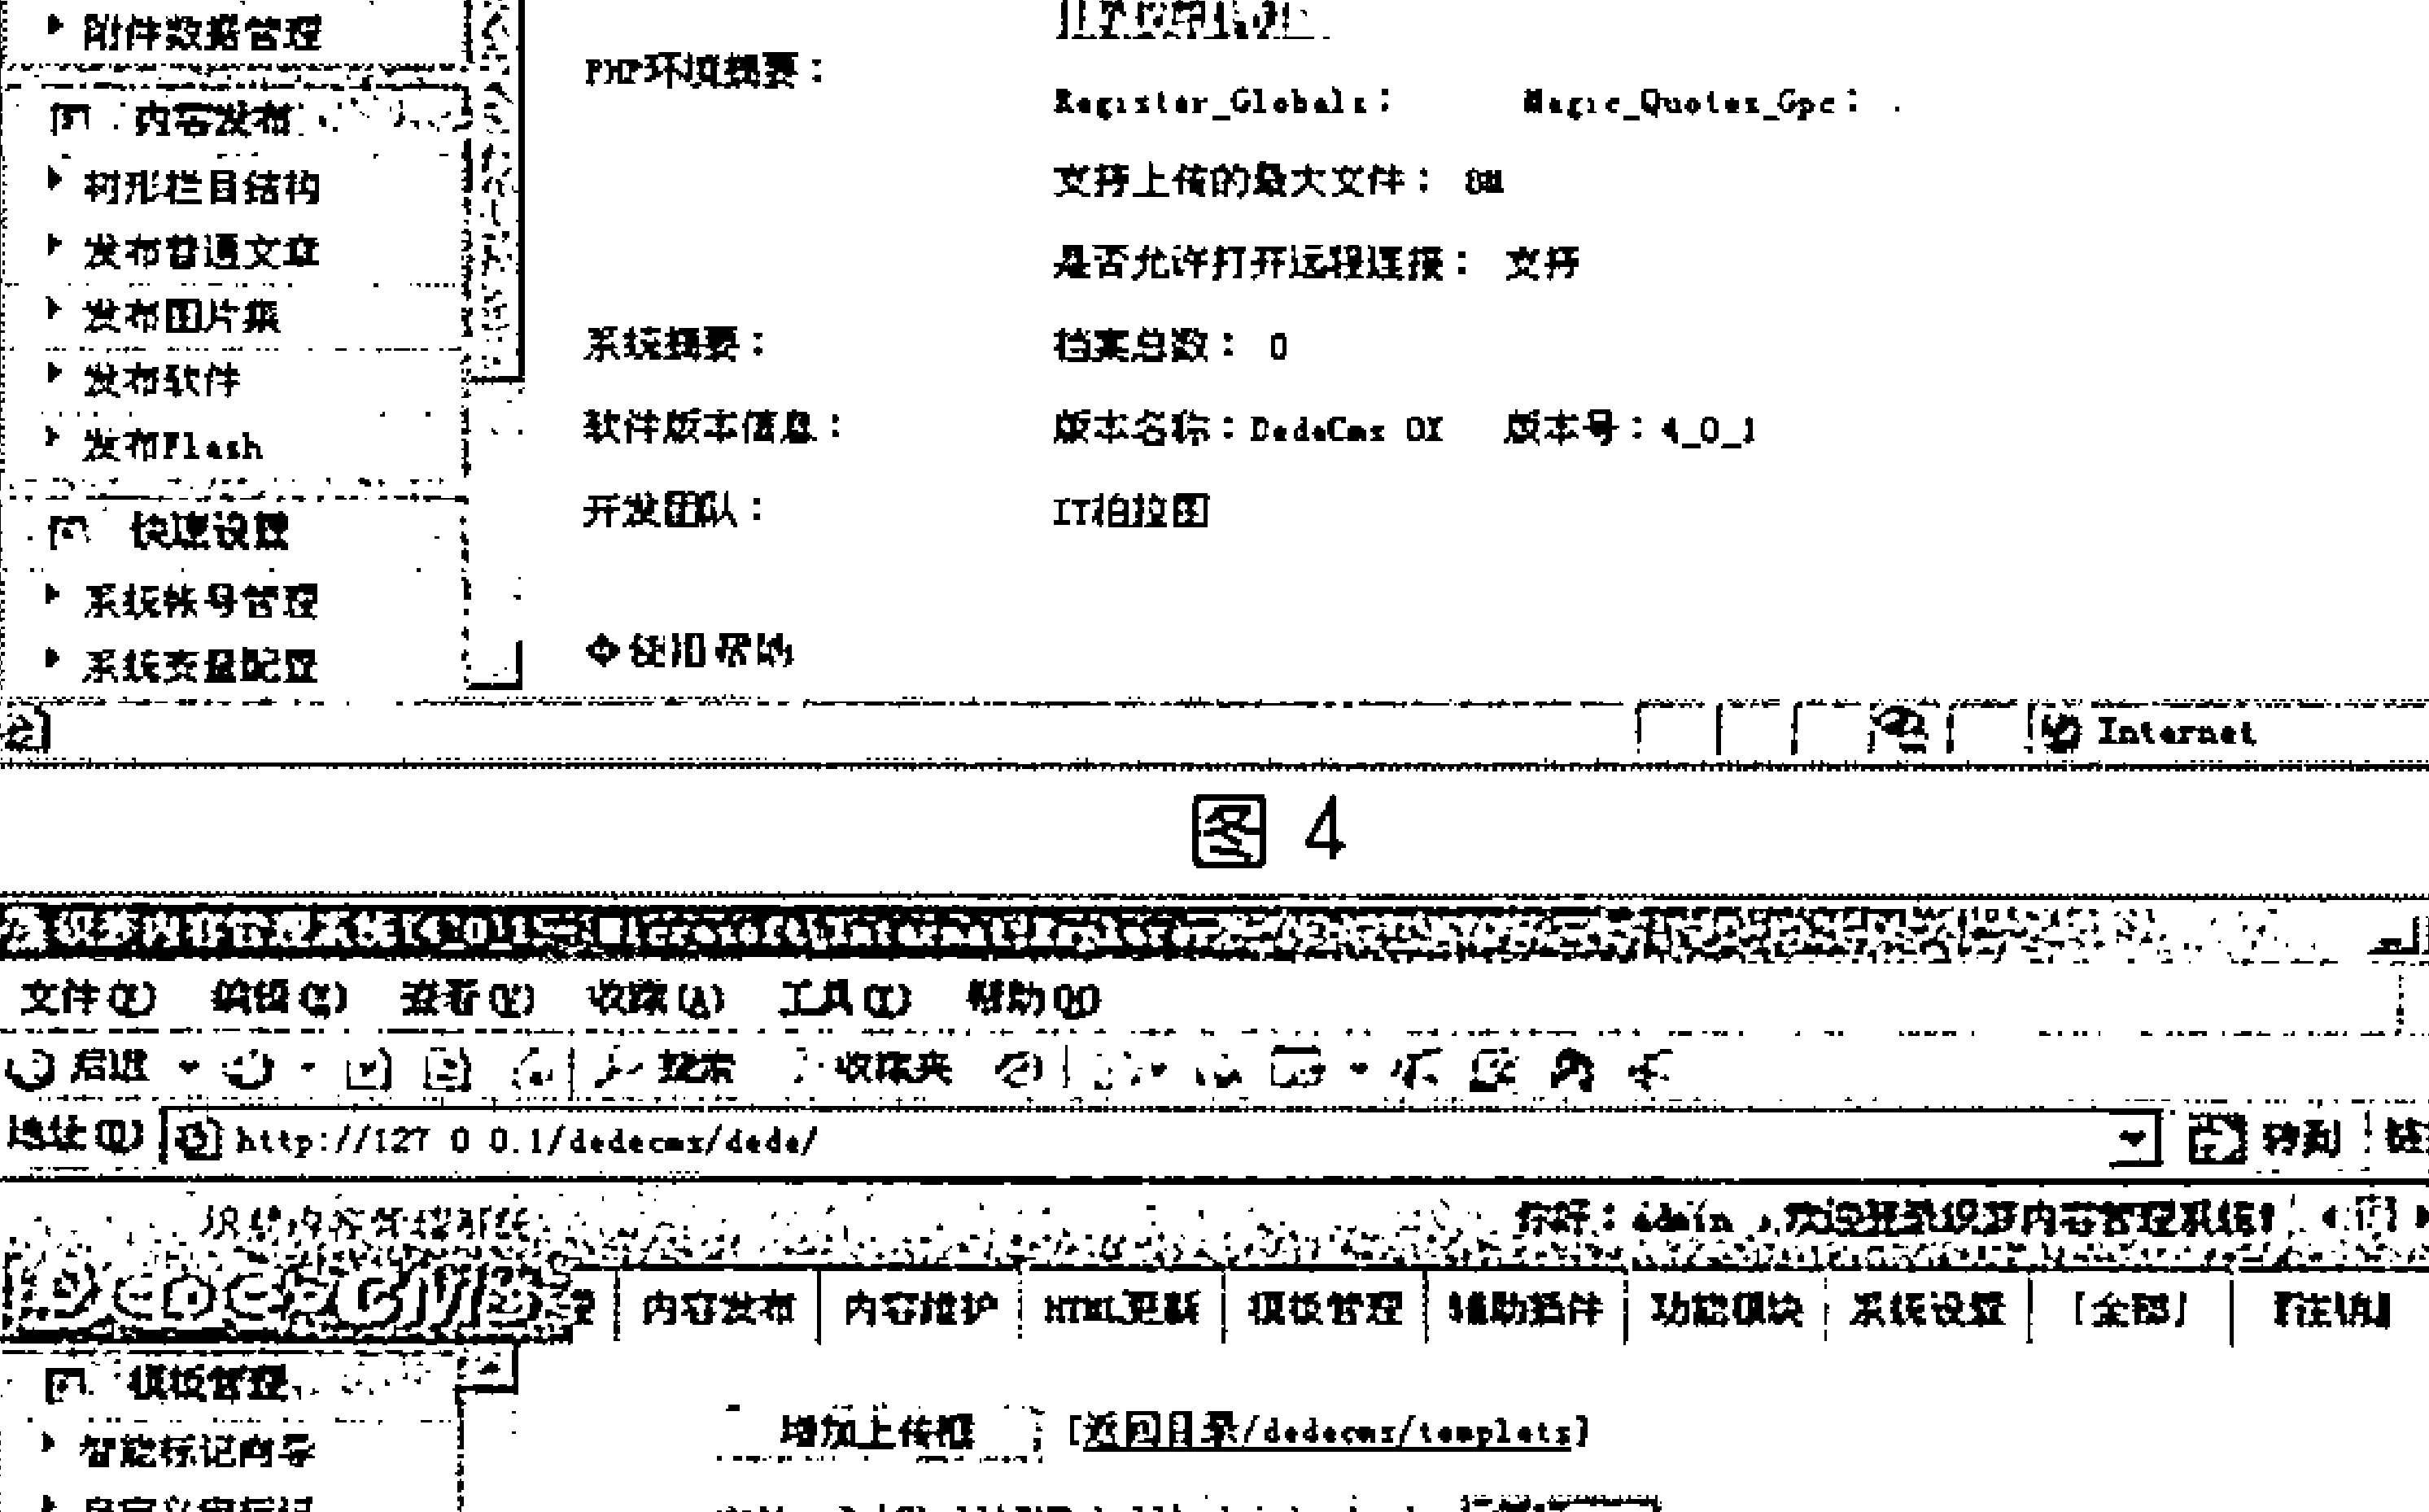 附件数据管理
内容发布
树形栏目结构
发布普通文章
发布图片集
发布软件
发布Flash
快速设置
系统帐号管理
系统变量配置
PHP环境摘要：
Register_Globals： Magic_Quotes_Gpc：
支持上传的最大文件： 8M
是否允许打开远程连接： 支持
系统摘要： 档案总数： 0
软件版本信息： 版本名称：DedeCms OX 版本号：4_0_1
开发团队： IT柏拉图
使用帮助
Internet
图 4
文件(F) 编辑(E) 查看(V) 收藏(A) 工具(T) 帮助(H)
后退 搜索 收藏夹
地址(D) http://127 0 0.1/dedecms/dede/ 转到
你好：admin ，欢迎登录织梦内容管理系统！
DedeCMS
内容发布 内容维护 HTML更新 模板管理 辅助插件 功能模块 系统设置 [全部] [注销]
模板管理
智能标记向导
自定义宏标记
增加上传框 [返回目录/dedecms/templets]